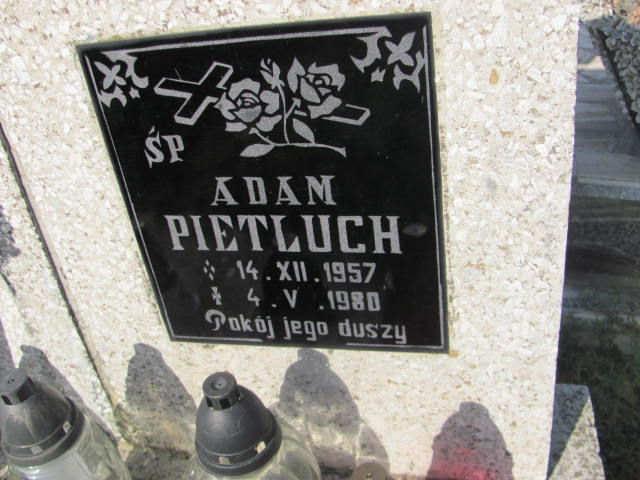 ŚP
ADAM
PIETLUCH
14.XII.1957
4.V.1980
Pokój jego duszy